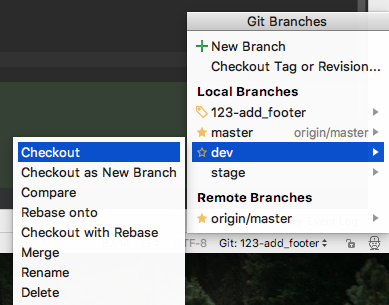 Git Branches
New Branch
Checkout Tag or Revision...
Local Branches
123-add_footer
master origin/master
dev
stage
Remote Branches
origin/master
Checkout
Checkout as New Branch
Compare
Rebase onto
Checkout with Rebase
Merge
Rename
Delete
TF-8 Git: 123-add_footer